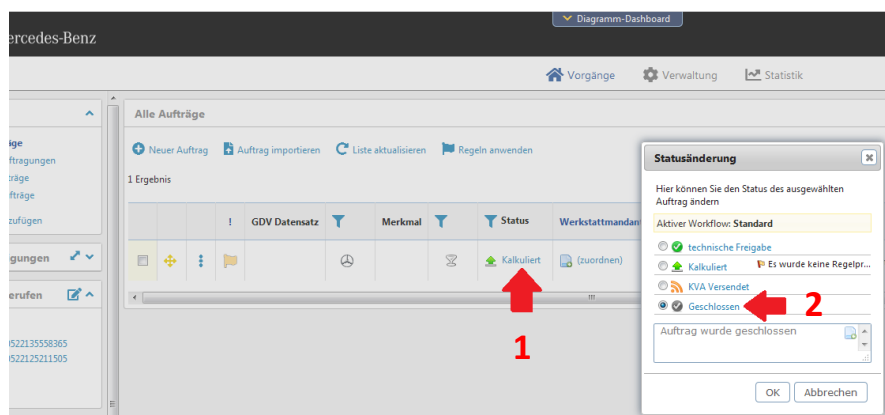 Diagramm-Dashboard
ercedes-Benz
Vorgänge Verwaltung Statistik
Alle Aufträge
ige
ftragungen
träge
fträge
zufügen
Neuer Auftrag Auftrag importieren Liste aktualisieren Regeln anwenden
1 Ergebnis
! GDV Datensatz Merkmal Status Werkstattmandan
gungen
Kalkuliert (zuordnen)
erufen
0522135558365
0522125211505
1
Statusänderung
Hier können Sie den Status des ausgewählten
Auftrag ändern
Aktiver Workflow: Standard
technische Freigabe
Kalkuliert Es wurde keine Regelpr...
KVA Versendet
Geschlossen 2
Auftrag wurde geschlossen
OK Abbrechen